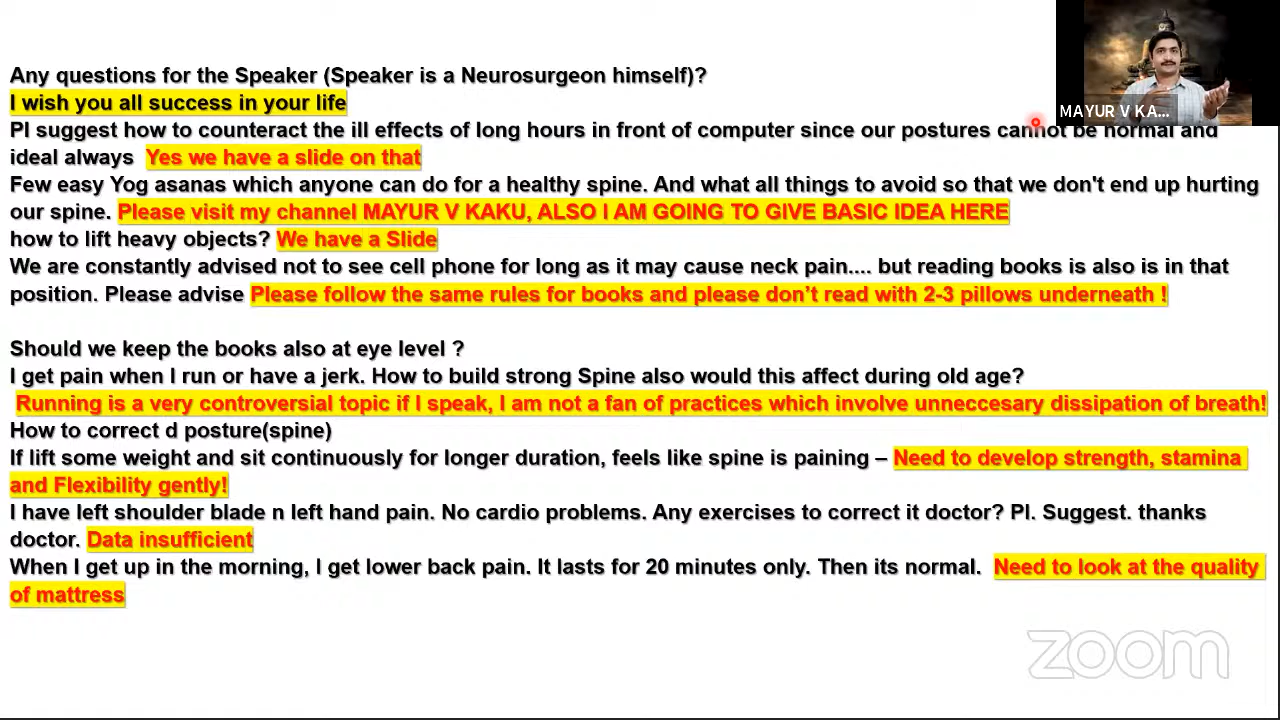 Any questions for the Speaker (Speaker is a Neurosurgeon himself)?
I wish you all success in your life
Pl suggest how to counteract the ill effects of long hours in front of computer since our postures cannot be normal and
ideal always Yes we have a slide on that
Few easy Yog asanas which anyone can do for a healthy spine. And what all things to avoid so that we don't end up hurting
our spine. Please visit my channel MAYUR V KAKU, ALSO I AM GOING TO GIVE BASIC IDEA HERE
how to lift heavy objects? We have a Slide
We are constantly advised not to see cell phone for long as it may cause neck pain.... but reading books is also is in that
position. Please advise Please follow the same rules for books and please don’t read with 2-3 pillows underneath !
Should we keep the books also at eye level ?
I get pain when I run or have a jerk. How to build strong Spine also would this affect during old age?
Running is a very controversial topic if I speak, I am not a fan of practices which involve unneccesary dissipation of breath!
How to correct d posture(spine)
If lift some weight and sit continuously for longer duration, feels like spine is paining – Need to develop strength, stamina
and Flexibility gently!
I have left shoulder blade n left hand pain. No cardio problems. Any exercises to correct it doctor? Pl. Suggest. thanks
doctor. Data insufficient
When I get up in the morning, I get lower back pain. It lasts for 20 minutes only. Then its normal. Need to look at the quality
of mattress
MAYUR V KA...
zoom